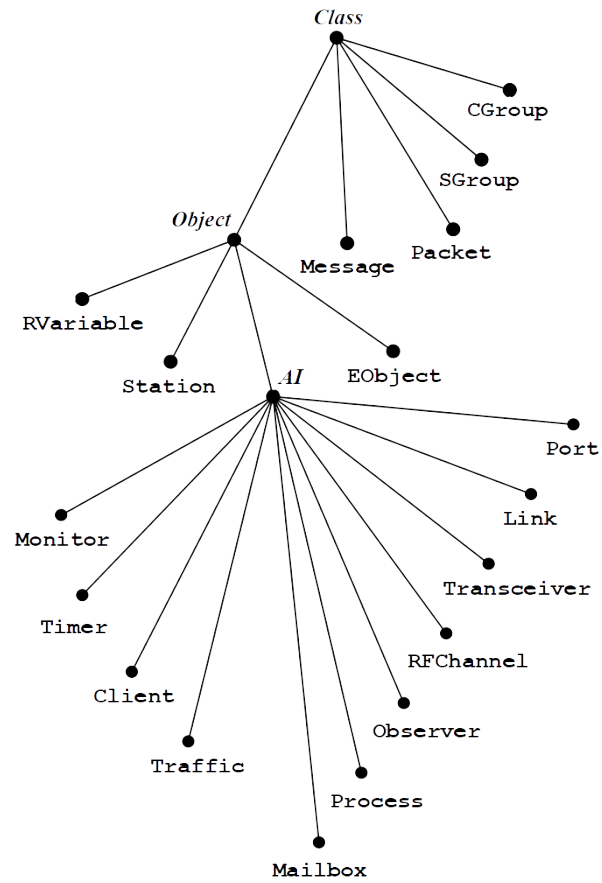 Class
CGroup
SGroup
Object
Packet
Message
RVariable
Station
AI
EObject
Port
Link
Monitor
Transceiver
Timer
RFChannel
Client
Observer
Traffic
Process
Mailbox